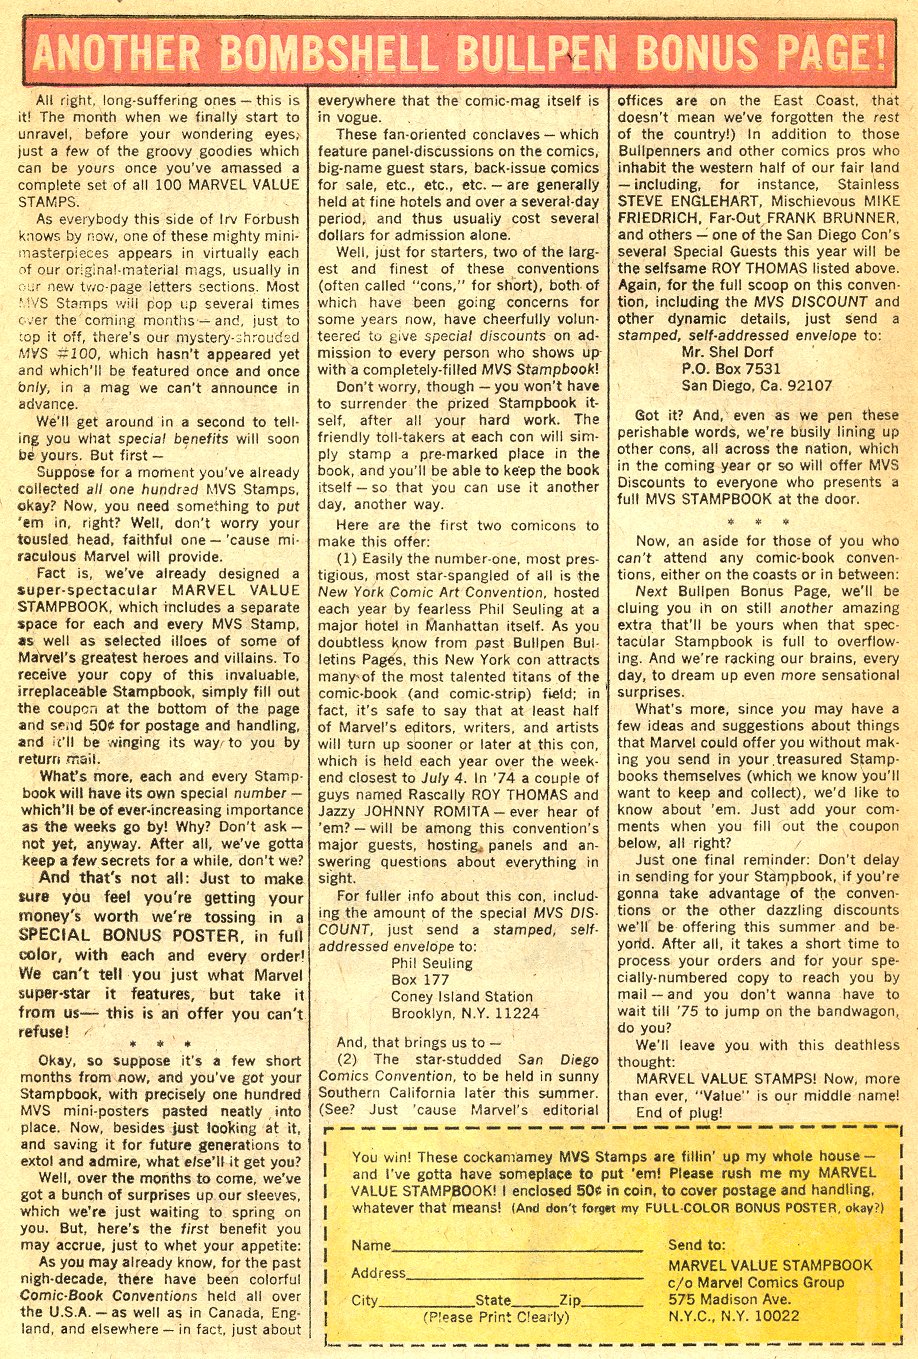 ANOTHER BOMBSHELL BULLPEN BONUS PAGE!
All right, long-suffering ones — this is
it! The month when we finally start to
unravel, before your wondering eyes,
just a few of the groovy goodies which
can be yours once you've amassed a
complete set of all 100 MARVEL VALUE
STAMPS.
As everybody this side of Irv Forbush
knows by now, one of these mighty mini-
masterpieces appears in virtually each
of our original-material mags, usually in
our new two-page letters sections. Most
MVS Stamps will pop up several times
over the coming months — and, just to
top it off, there's our mystery-shrouded
MVS #100, which hasn't appeared yet
and which'll be featured once and once
only, in a mag we can't announce in
advance.
We'll get around in a second to tell-
ing you what special benefits will soon
be yours. But first —
Suppose for a moment you've already
collected all one hundred MVS Stamps,
okay? Now, you need something to put
'em in, right? Well, don't worry your
tousled head, faithful one — 'cause mi-
raculous Marvel will provide.
Fact is, we've already designed a
super-spectacular MARVEL VALUE
STAMPBOOK, which includes a separate
space for each and every MVS Stamp,
as well as selected illoes of some of
Marvel's greatest heroes and villains. To
receive your copy of this invaluable,
irreplaceable Stampbook, simply fill out
the coupon at the bottom of the page
and send 50¢ for postage and handling,
and it'll be winging its way to you by
return mail.
What's more, each and every Stamp-
book will have its own special number —
which'll be of ever-increasing importance
as the weeks go by! Why? Don't ask —
not yet, anyway. After all, we've gotta
keep a few secrets for a while, don't we?
And that's not all: Just to make
sure you feel you're getting your
money's worth we're tossing in a
SPECIAL BONUS POSTER, in full
color, with each and every order!
We can't tell you just what Marvel
super-star it features, but take it
from us— this is an offer you can't
refuse!
* * *
Okay, so suppose it's a few short
months from now, and you've got your
Stampbook, with precisely one hundred
MVS mini-posters pasted neatly into
place. Now, besides just looking at it,
and saving it for future generations to
extol and admire, what else'll it get you?
Well, over the months to come, we've
got a bunch of surprises up our sleeves,
which we're just waiting to spring on
you. But, here's the first benefit you
may accrue, just to whet your appetite:
As you may already know, for the past
nigh-decade, there have been colorful
Comic-Book Conventions held all over
the U.S.A. — as well as in Canada, Eng-
land, and elsewhere — in fact, just about
everywhere that the comic-mag itself is
in vogue.
These fan-oriented conclaves — which
feature panel-discussions on the comics,
big-name guest stars, back-issue comics
for sale, etc., etc., etc. — are generally
held at fine hotels and over a several-day
period, and thus usually cost several
dollars for admission alone.
Well, just for starters, two of the larg-
est and finest of these conventions
(often called "cons," for short), both of
which have been going concerns for
some years now, have cheerfully volun-
teered to give special discounts on ad-
mission to every person who shows up
with a completely-filled MVS Stampbook!
Don't worry, though — you won't have
to surrender the prized Stampbook it-
self, after all your hard work. The
friendly toll-takers at each con will sim-
ply stamp a pre-marked place in the
book, and you'll be able to keep the book
itself — so that you can use it another
day, another way.
Here are the first two comicons to
make this offer:
(1) Easily the number-one, most pres-
tigious, most star-spangled of all is the
New York Comic Art Convention, hosted
each year by fearless Phil Seuling at a
major hotel in Manhattan itself. As you
doubtless know from past Bullpen Bul-
letins Pages, this New York con attracts
many of the most talented titans of the
comic-book (and comic-strip) field; in
fact, it's safe to say that at least half
of Marvel's editors, writers, and artists
will turn up sooner or later at this con,
which is held each year over the week-
end closest to July 4. In '74 a couple of
guys named Rascally ROY THOMAS and
Jazzy JOHNNY ROMITA — ever hear of
'em? — will be among this convention's
major guests, hosting panels and an-
swering questions about everything in
sight.
For fuller info about this con, includ-
ing the amount of the special MVS DIS-
COUNT, just send a stamped, self-
addressed envelope to:
Phil Seuling
Box 177
Coney Island Station
Brooklyn, N.Y. 11224
And, that brings us to —
(2) The star-studded San Diego
Comics Convention, to be held in sunny
Southern California later this summer.
(See? Just 'cause Marvel's editorial
offices are on the East Coast, that
doesn't mean we've forgotten the rest
of the country!) In addition to those
Bullpenners and other comics pros who
inhabit the western half of our fair land
— including, for instance, Stainless
STEVE ENGLEHART, Mischievous MIKE
FRIEDRICH, Far-Out FRANK BRUNNER,
and others — one of the San Diego Con's
several Special Guests this year will be
the selfsame ROY THOMAS listed above.
Again, for the full scoop on this conven-
tion, including the MVS DISCOUNT and
other dynamic details, just send a
stamped, self-addressed envelope to:
Mr. Shel Dorf
P.O. Box 7531
San Diego, Ca. 92107
Got it? And, even as we pen these
perishable words, we're busily lining up
other cons, all across the nation, which
in the coming year or so will offer MVS
Discounts to everyone who presents a
full MVS STAMPBOOK at the door.
* * *
Now, an aside for those of you who
can't attend any comic-book conven-
tions, either on the coasts or in between:
Next Bullpen Bonus Page, we'll be
cluing you in on still another amazing
extra that'll be yours when that spec-
tacular Stampbook is full to overflow-
ing. And we're racking our brains, every
day, to dream up even more sensational
surprises.
What's more, since you may have a
few ideas and suggestions about things
that Marvel could offer you without mak-
ing you send in your treasured Stamp-
books themselves (which we know you'll
want to keep and collect), we'd like to
know about 'em. Just add your com-
ments when you fill out the coupon
below, all right?
Just one final reminder: Don't delay
in sending for your Stampbook, if you're
gonna take advantage of the conven-
tions or the other dazzling discounts
we'll be offering this summer and be-
yond. After all, it takes a short time to
process your orders and for your spe-
cially-numbered copy to reach you by
mail — and you don't wanna have to
wait till '75 to jump on the bandwagon,
do you?
We'll leave you with this deathless
thought:
MARVEL VALUE STAMPS! Now, more
than ever, "Value" is our middle name!
End of plug!
You win! These cockamamey MVS Stamps are fillin' up my whole house —
and I've gotta have someplace to put 'em! Please rush me my MARVEL
VALUE STAMPBOOK! I enclosed 50¢ in coin, to cover postage and handling,
whatever that means! (And don't forget my FULL-COLOR BONUS POSTER, okay?)
Name
Address
City State Zip
(Please Print Clearly)
Send to:
MARVEL VALUE STAMPBOOK
c/o Marvel Comics Group
575 Madison Ave.
N.Y.C., N.Y. 10022